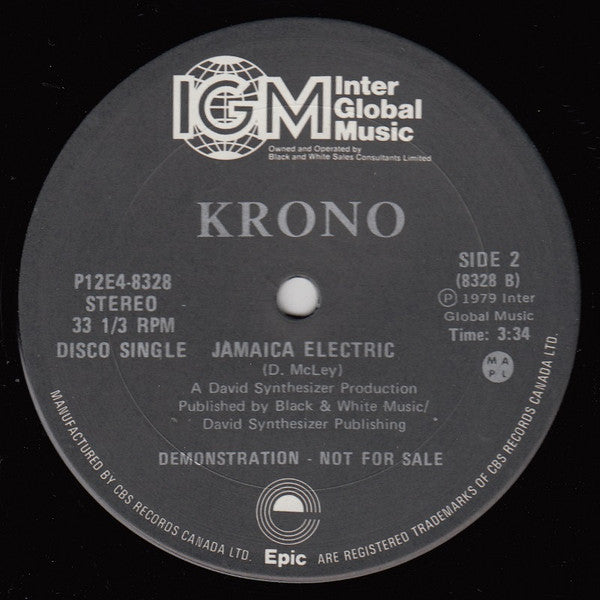 IGM Inter
Global
Music
Owned and Operated by
Black and White Sales Consultants Limited
KRONO
P12E4-8328
STEREO
33 1/3 RPM
DISCO SINGLE
SIDE 2
(8328 B)
Ⓟ 1979 Inter
Global Music
Time: 3:34
MA
PL
JAMAICA ELECTRIC
(D. McLey)
A David Synthesizer Production
Published by Black & White Music/
David Synthesizer Publishing
DEMONSTRATION - NOT FOR SALE
e
Epic
MANUFACTURED BY CBS RECORDS CANADA LTD.
ARE REGISTERED TRADEMARKS OF CBS RECORDS CANADA LTD.